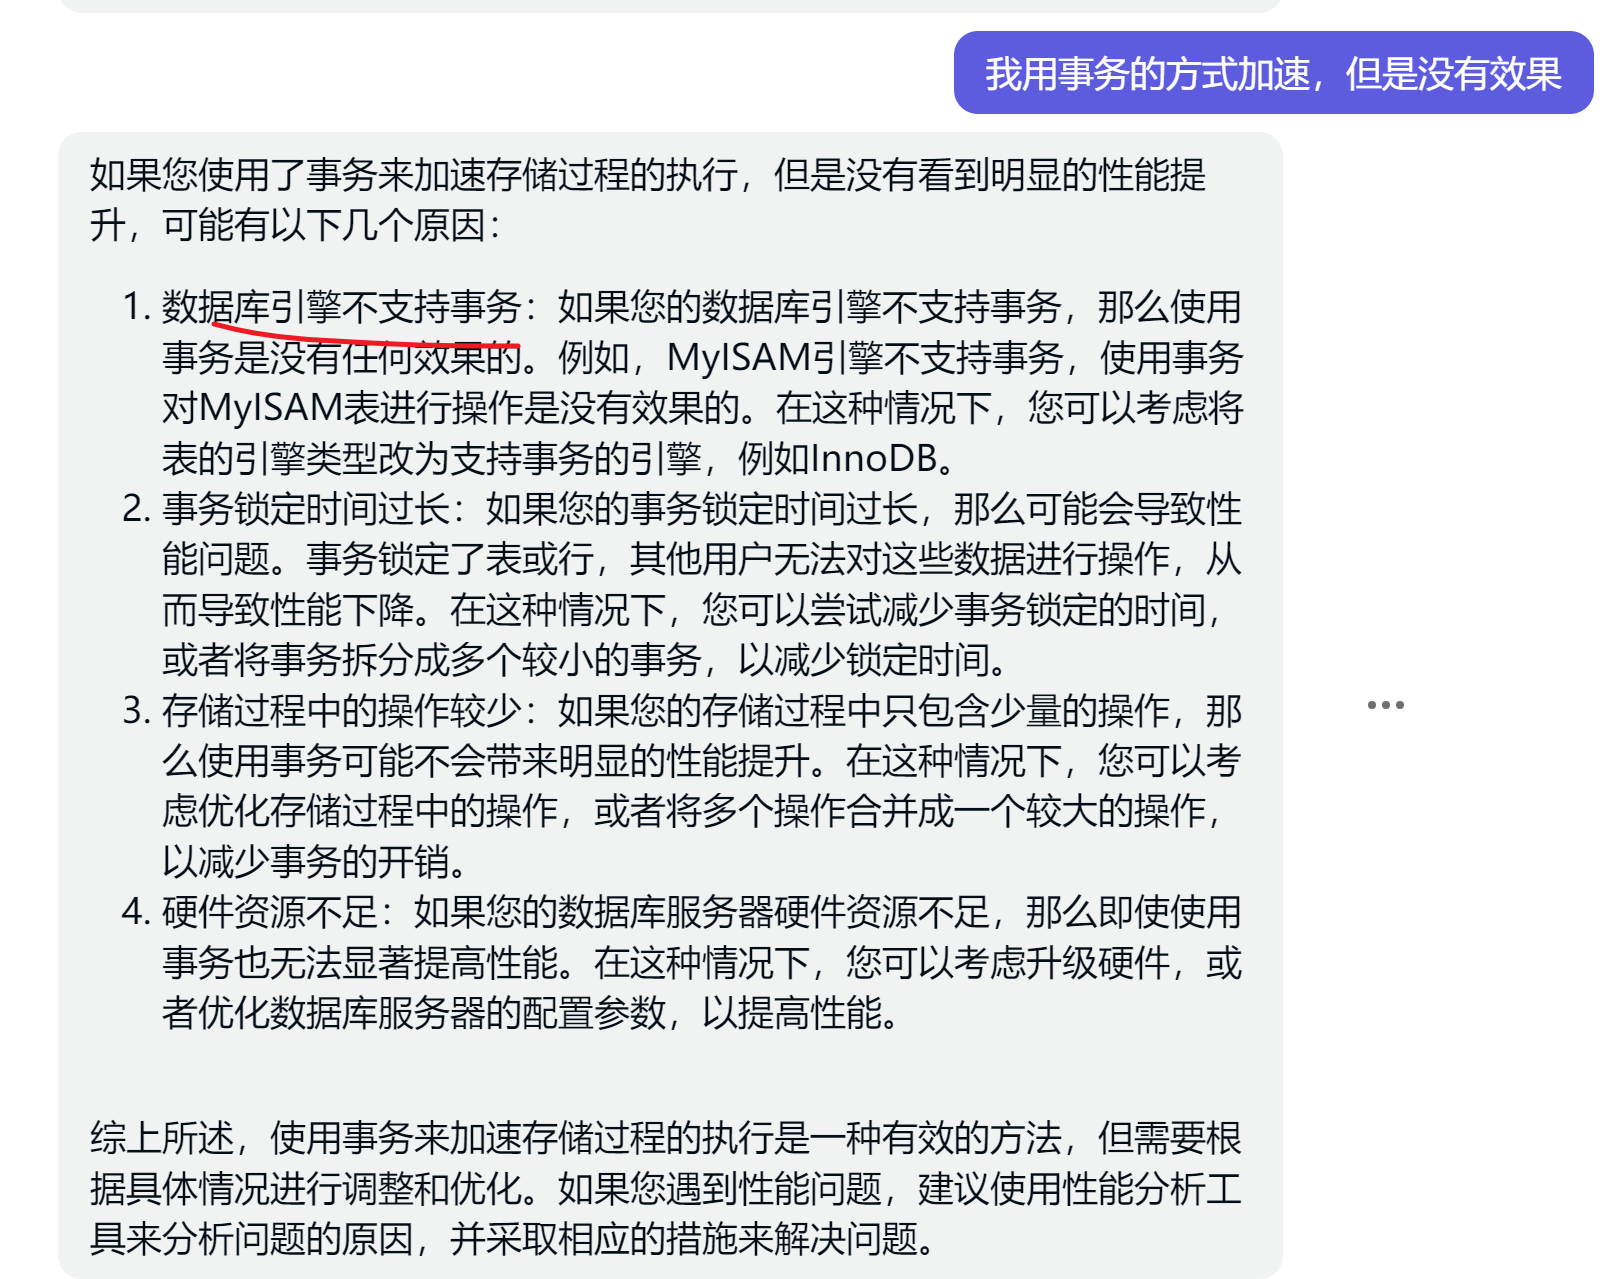 我用事务的方式加速，但是没有效果
如果您使用了事务来加速存储过程的执行，但是没有看到明显的性能提
升，可能有以下几个原因：
1. 数据库引擎不支持事务：如果您的数据库引擎不支持事务，那么使用
事务是没有任何效果的。例如，MyISAM引擎不支持事务，使用事务
对MyISAM表进行操作是没有效果的。在这种情况下，您可以考虑将
表的引擎类型改为支持事务的引擎，例如InnoDB。
2. 事务锁定时间过长：如果您的事务锁定时间过长，那么可能会导致性
能问题。事务锁定了表或行，其他用户无法对这些数据进行操作，从
而导致性能下降。在这种情况下，您可以尝试减少事务锁定的时间，
或者将事务拆分成多个较小的事务，以减少锁定时间。
3. 存储过程中的操作较少：如果您的存储过程中只包含少量的操作，那
么使用事务可能不会带来明显的性能提升。在这种情况下，您可以考
虑优化存储过程中的操作，或者将多个操作合并成一个较大的操作，
以减少事务的开销。
4. 硬件资源不足：如果您的数据库服务器硬件资源不足，那么即使使用
事务也无法显著提高性能。在这种情况下，您可以考虑升级硬件，或
者优化数据库服务器的配置参数，以提高性能。
综上所述，使用事务来加速存储过程的执行是一种有效的方法，但需要根
据具体情况进行调整和优化。如果您遇到性能问题，建议使用性能分析工
具来分析问题的原因，并采取相应的措施来解决问题。